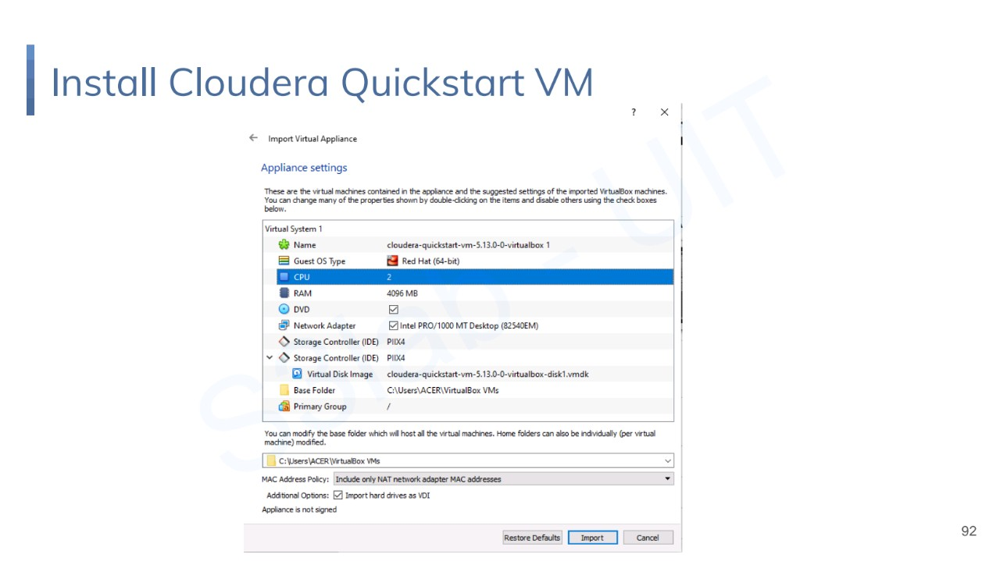 Install Cloudera Quickstart VM
? ×
← Import Virtual Appliance
Appliance settings
These are the virtual machines contained in the appliance and the suggested settings of the imported VirtualBox machines.
You can change many of the properties shown by double-clicking on the items and disable others using the check boxes
below.
Virtual System 1
Name cloudera-quickstart-vm-5.13.0-0-virtualbox 1
Guest OS Type Red Hat (64-bit)
CPU 2
RAM 4096 MB
DVD
Network Adapter Intel PRO/1000 MT Desktop (82540EM)
Storage Controller (IDE) PIIX4
Storage Controller (IDE) PIIX4
Virtual Disk Image cloudera-quickstart-vm-5.13.0-0-virtualbox-disk1.vmdk
Base Folder C:\Users\ACER\VirtualBox VMs
Primary Group /
You can modify the base folder which will host all the virtual machines. Home folders can also be individually (per virtual
machine) modified.
C:\Users\ACER\VirtualBox VMs
MAC Address Policy: Include only NAT network adapter MAC addresses
Additional Options: Import hard drives as VDI
Appliance is not signed
Restore Defaults Import Cancel
92